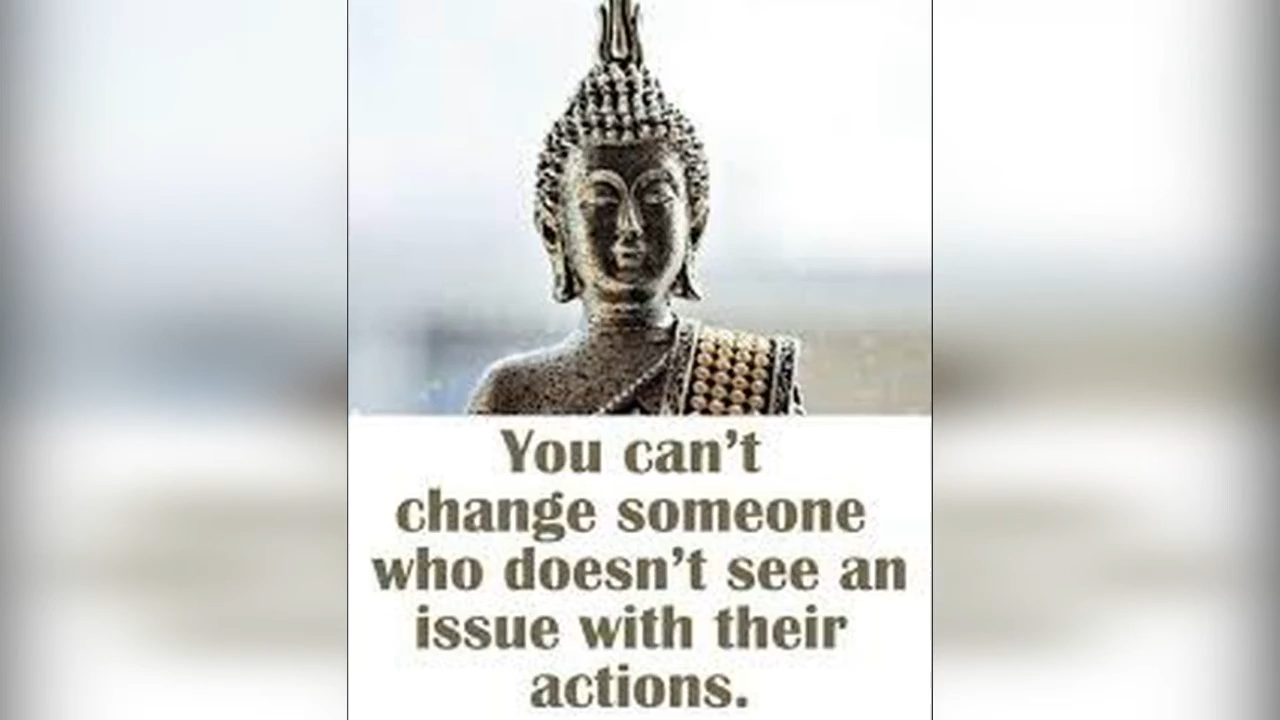 You can’t
change someone
who doesn’t see an
issue with their
actions.